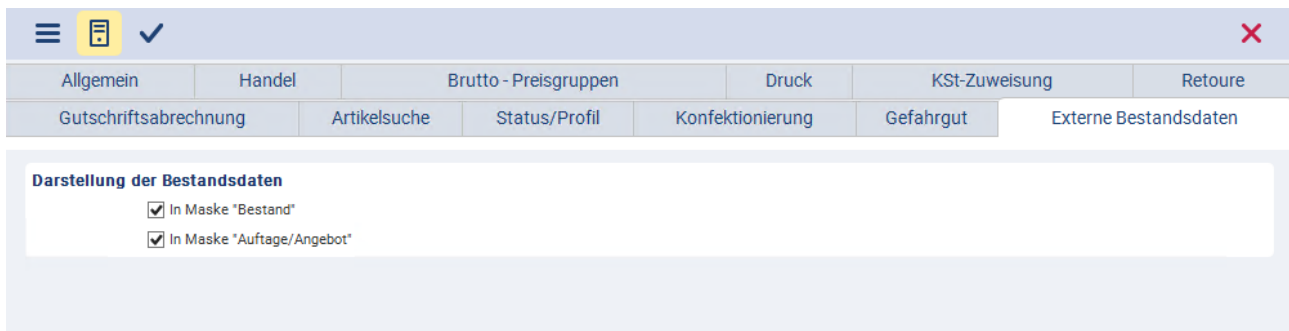 Allgemein Handel Brutto - Preisgruppen Druck KSt-Zuweisung Retoure
Gutschriftsabrechnung Artikelsuche Status/Profil Konfektionierung Gefahrgut Externe Bestandsdaten
Darstellung der Bestandsdaten
In Maske "Bestand"
In Maske "Auftage/Angebot"